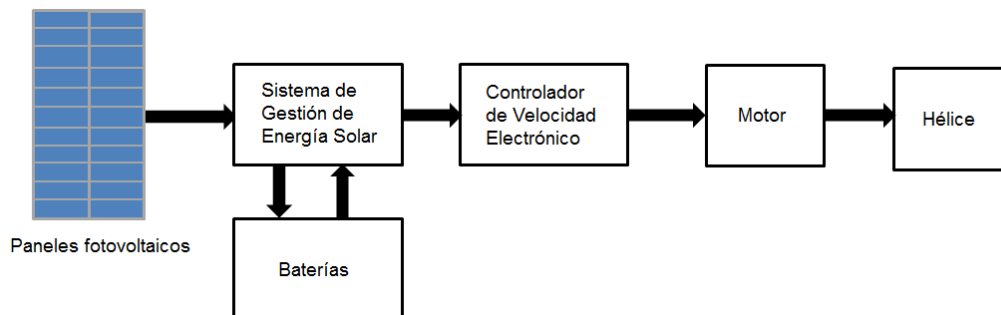 Sistema de
Gestión de
Energía Solar
Controlador
de Velocidad
Electrónico
Motor
Hélice
Paneles fotovoltaicos
Baterías